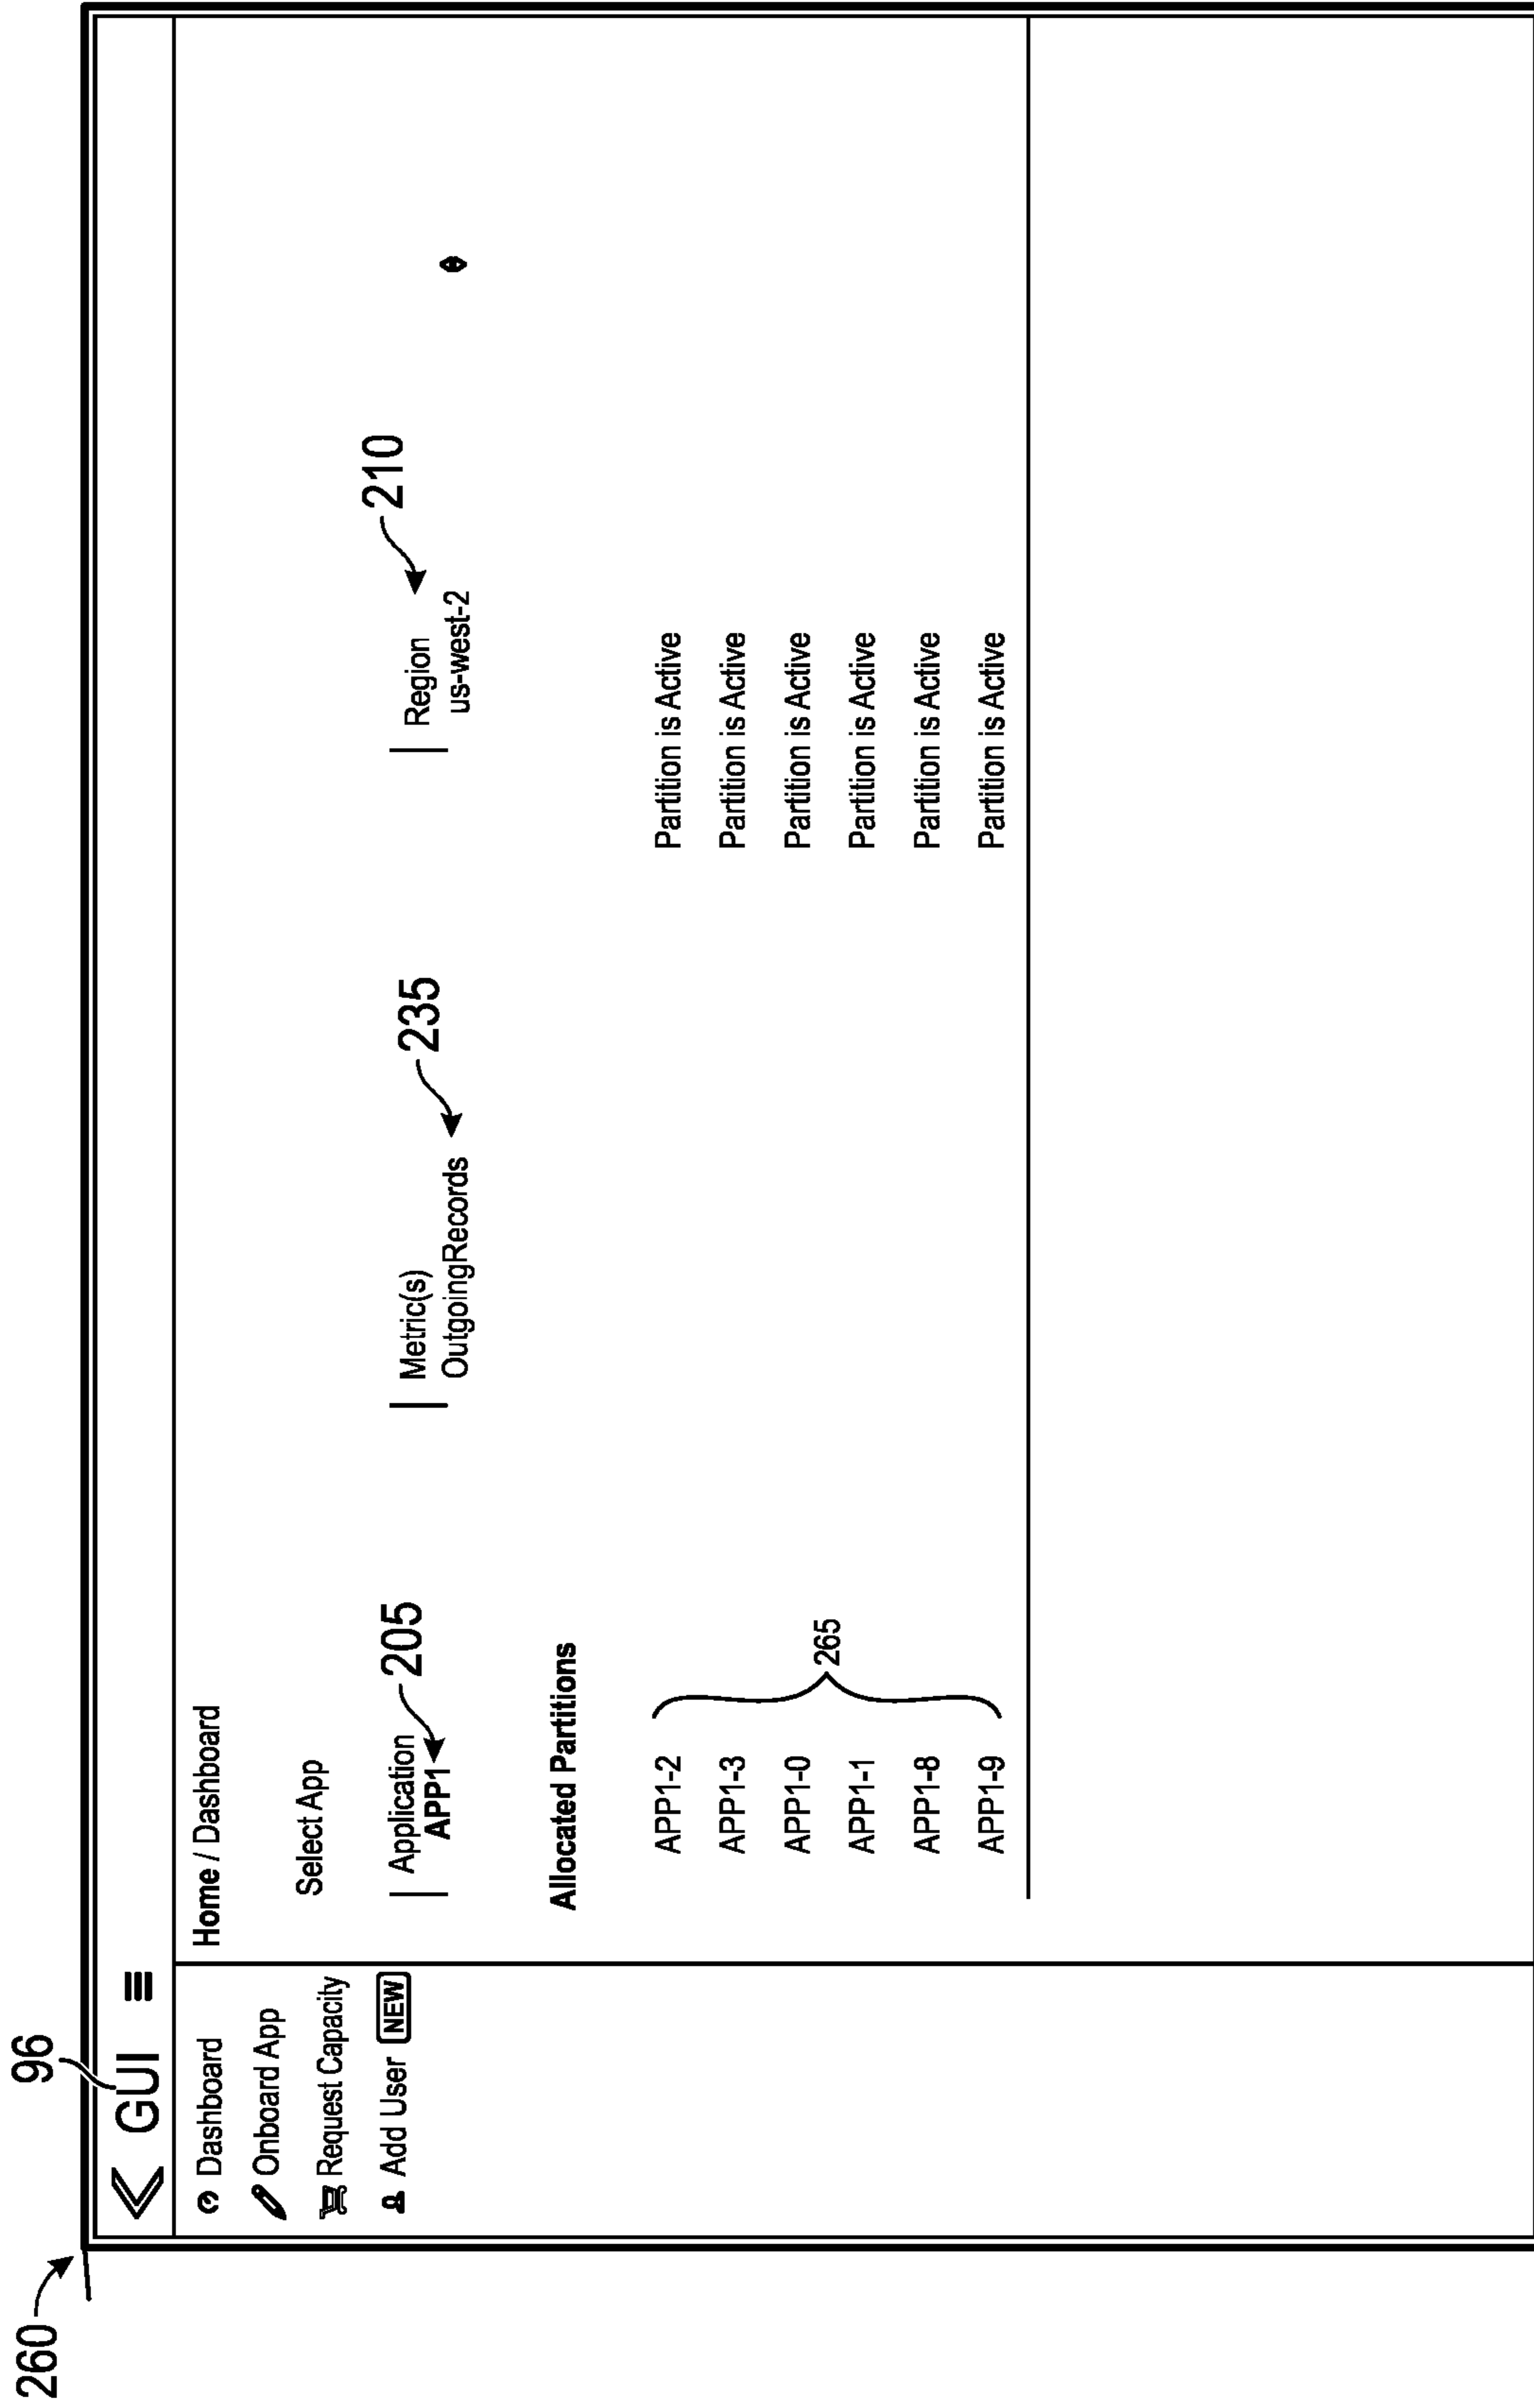 260
96
GUI
Dashboard
Onboard App
Request Capacity
Add User NEW
Home / Dashboard
Select App
Application
APP1
205
Metric(s)
OutgoingRecords
235
Region
us-west-2
210
Allocated Partitions
APP1-2 Partition is Active
APP1-3 Partition is Active
APP1-0 Partition is Active
APP1-1 Partition is Active
APP1-8 Partition is Active
APP1-9 Partition is Active
265